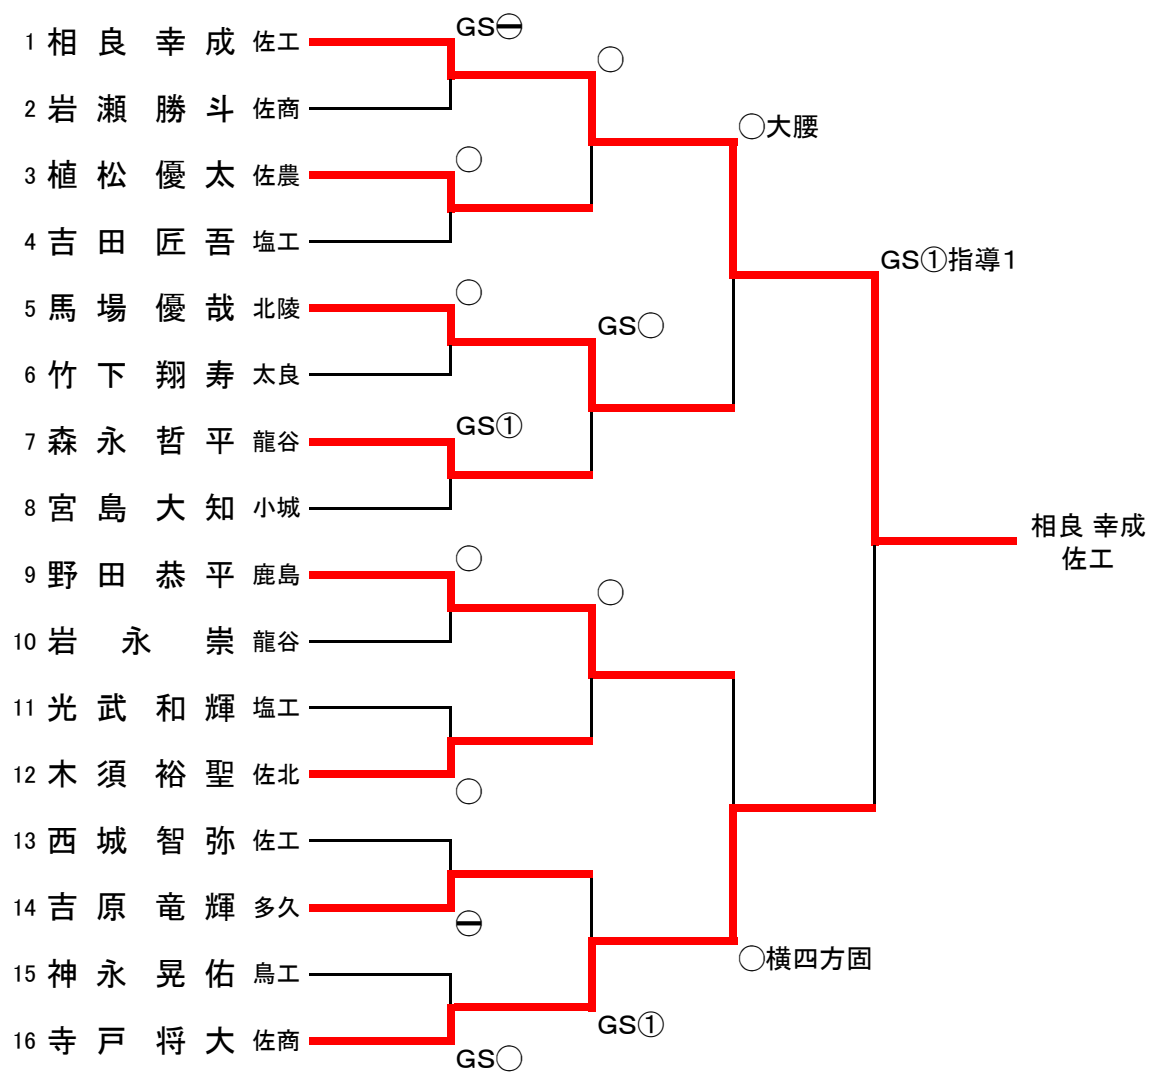 1 相良 幸成 佐工
2 岩瀬 勝斗 佐商
3 植松 優太 佐農
4 吉田 匠吾 塩工
5 馬場 優哉 北陵
6 竹下 翔寿 太良
7 森永 哲平 龍谷
8 宮島 大知 小城
9 野田 恭平 鹿島
10 岩永 崇 龍谷
11 光武 和輝 塩工
12 木須 裕聖 佐北
13 西城 智弥 佐工
14 吉原 竜輝 多久
15 神永 晃佑 鳥工
16 寺戸 将大 佐商
GS㊀
○
○
○
GS①
○
○
㊀
GS○
○
GS○
○
GS①
○大腰
○横四方固
GS①指導1
相良 幸成
佐工